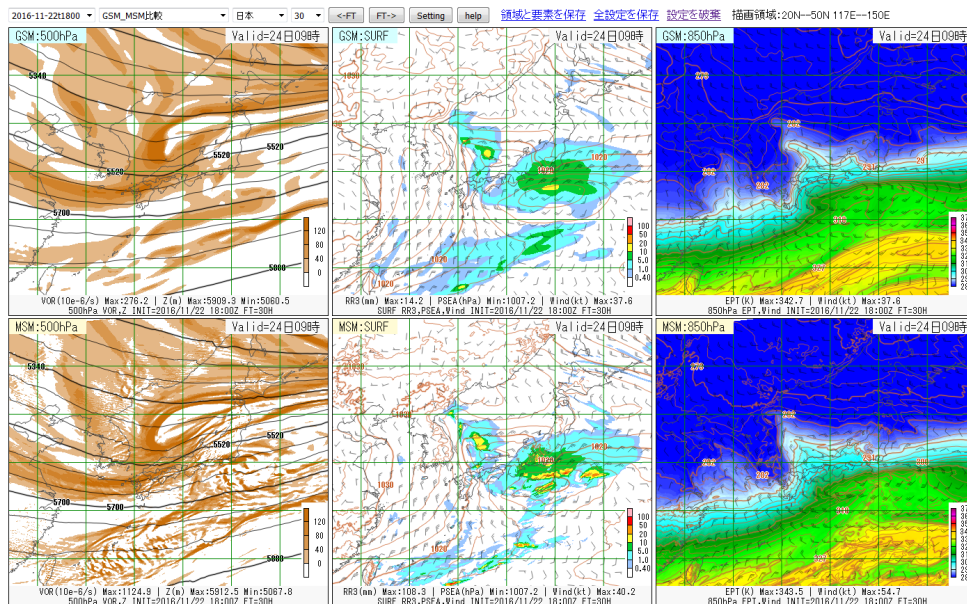 2016-11-22t1800 GSM_MSM比較 日本 30 <-FT FT-> Setting help 領域と要素を保存 全設定を保存 設定を破棄 描画領域:20N--50N 117E--150E
GSM:500hPa Valid=24日09時
5340
5520
5520
5700
5880
120
80
40
0
VOR(10e-6/s) Max:276.2 | Z(m) Max:5909.3 Min:5060.5
500hPa VOR,Z INIT=2016/11/22 18:00Z FT=30H
GSM:SURF Valid=24日09時
1020
1020
1020
100
50
20
10
5.0
1.0
0.40
RR3(mm) Max:14.2 | PSEA(hPa) Min:1007.2 | Wind(kt) Max:37.6
SURF RR3,PSEA,Wind INIT=2016/11/22 18:00Z FT=30H
GSM:850hPa Valid=24日09時
279
282
291
282
EPT(K) Max:342.7 | Wind(kt) Max:37.6
850hPa EPT,Wind INIT=2016/11/22 18:00Z FT=30H
MSM:500hPa Valid=24日09時
5340
5520
5520
5700
5700
5880
120
80
40
0
VOR(10e-6/s) Max:1124.9 | Z(m) Max:5912.5 Min:5067.8
500hPa VOR,Z INIT=2016/11/22 18:00Z FT=30H
MSM:SURF Valid=24日09時
1030
1020
1030
1020
100
50
20
10
5.0
1.0
0.40
RR3(mm) Max:108.3 | PSEA(hPa) Min:1007.2 | Wind(kt) Max:40.2
SURF RR3,PSEA,Wind INIT=2016/11/22 18:00Z FT=30H
MSM:850hPa Valid=24日09時
282
291
282
EPT(K) Max:343.5 | Wind(kt) Max:54.7
850hPa EPT,Wind INIT=2016/11/22 18:00Z FT=30H